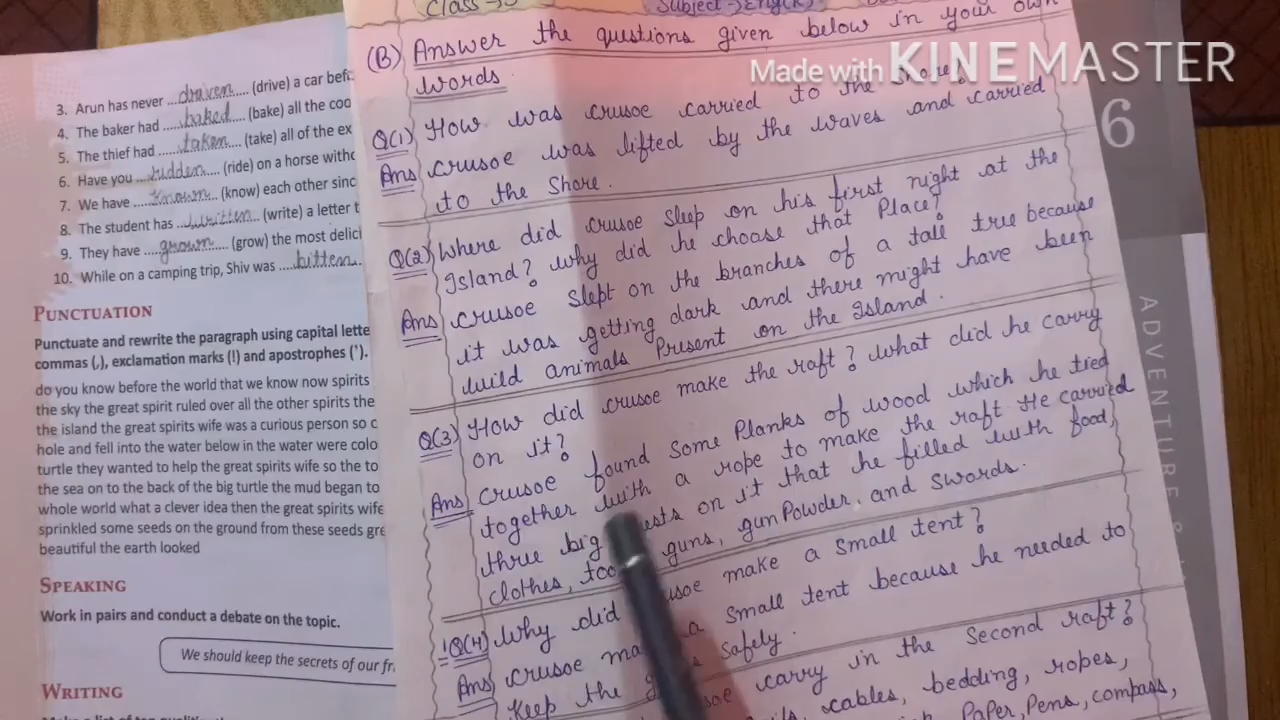 Class → 5
Subject → Eng(R)
(B) Answer the questions given below in your own
words.
Q(1) How was crusoe carried to the shore?
Ans crusoe was lifted by the waves and carried
to the shore.
Q(2) Where did crusoe sleep on his first night at the
Island? Why did he choose that Place?
Ans crusoe slept on the branches of a tall tree because
it was getting dark and there might have been
wild animals Present on the Island.
Q(3) How did crusoe make the raft? What did he carry
on it?
Ans crusoe found Some Planks of wood which he tied
together with a rope to make the raft He carried
three big on it that he filled with food,
clothes, guns, gunPowder, and swords.
Q(4) Why did make a small tent?
Ans crusoe a small tent because he needed to
keep the safely.
carry in the second raft?
cables, bedding, ropes,
Paper, Pens, compass,
Made with KINEMASTER
3. Arun has never driven (drive) a car befo
4. The baker had baked (bake) all the coo
5. The thief had taken (take) all of the ex
6. Have you ridden (ride) on a horse witho
7. We have known (know) each other sinc
8. The student has written (write) a letter t
9. They have grown (grow) the most delici
10. While on a camping trip, Shiv was bitten
PUNCTUATION
Punctuate and rewrite the paragraph using capital lette
commas (,), exclamation marks (!) and apostrophes (').
do you know before the world that we know now spirits
the sky the great spirit ruled over all the other spirits the
the island the great spirits wife was a curious person so c
hole and fell into the water below in the water were colo
turtle they wanted to help the great spirits wife so the to
the sea on to the back of the big turtle the mud began to
whole world what a clever idea then the great spirits wife
sprinkled some seeds on the ground from these seeds gre
beautiful the earth looked
SPEAKING
Work in pairs and conduct a debate on the topic.
We should keep the secrets of our fr
WRITING
6
ADVENTURE